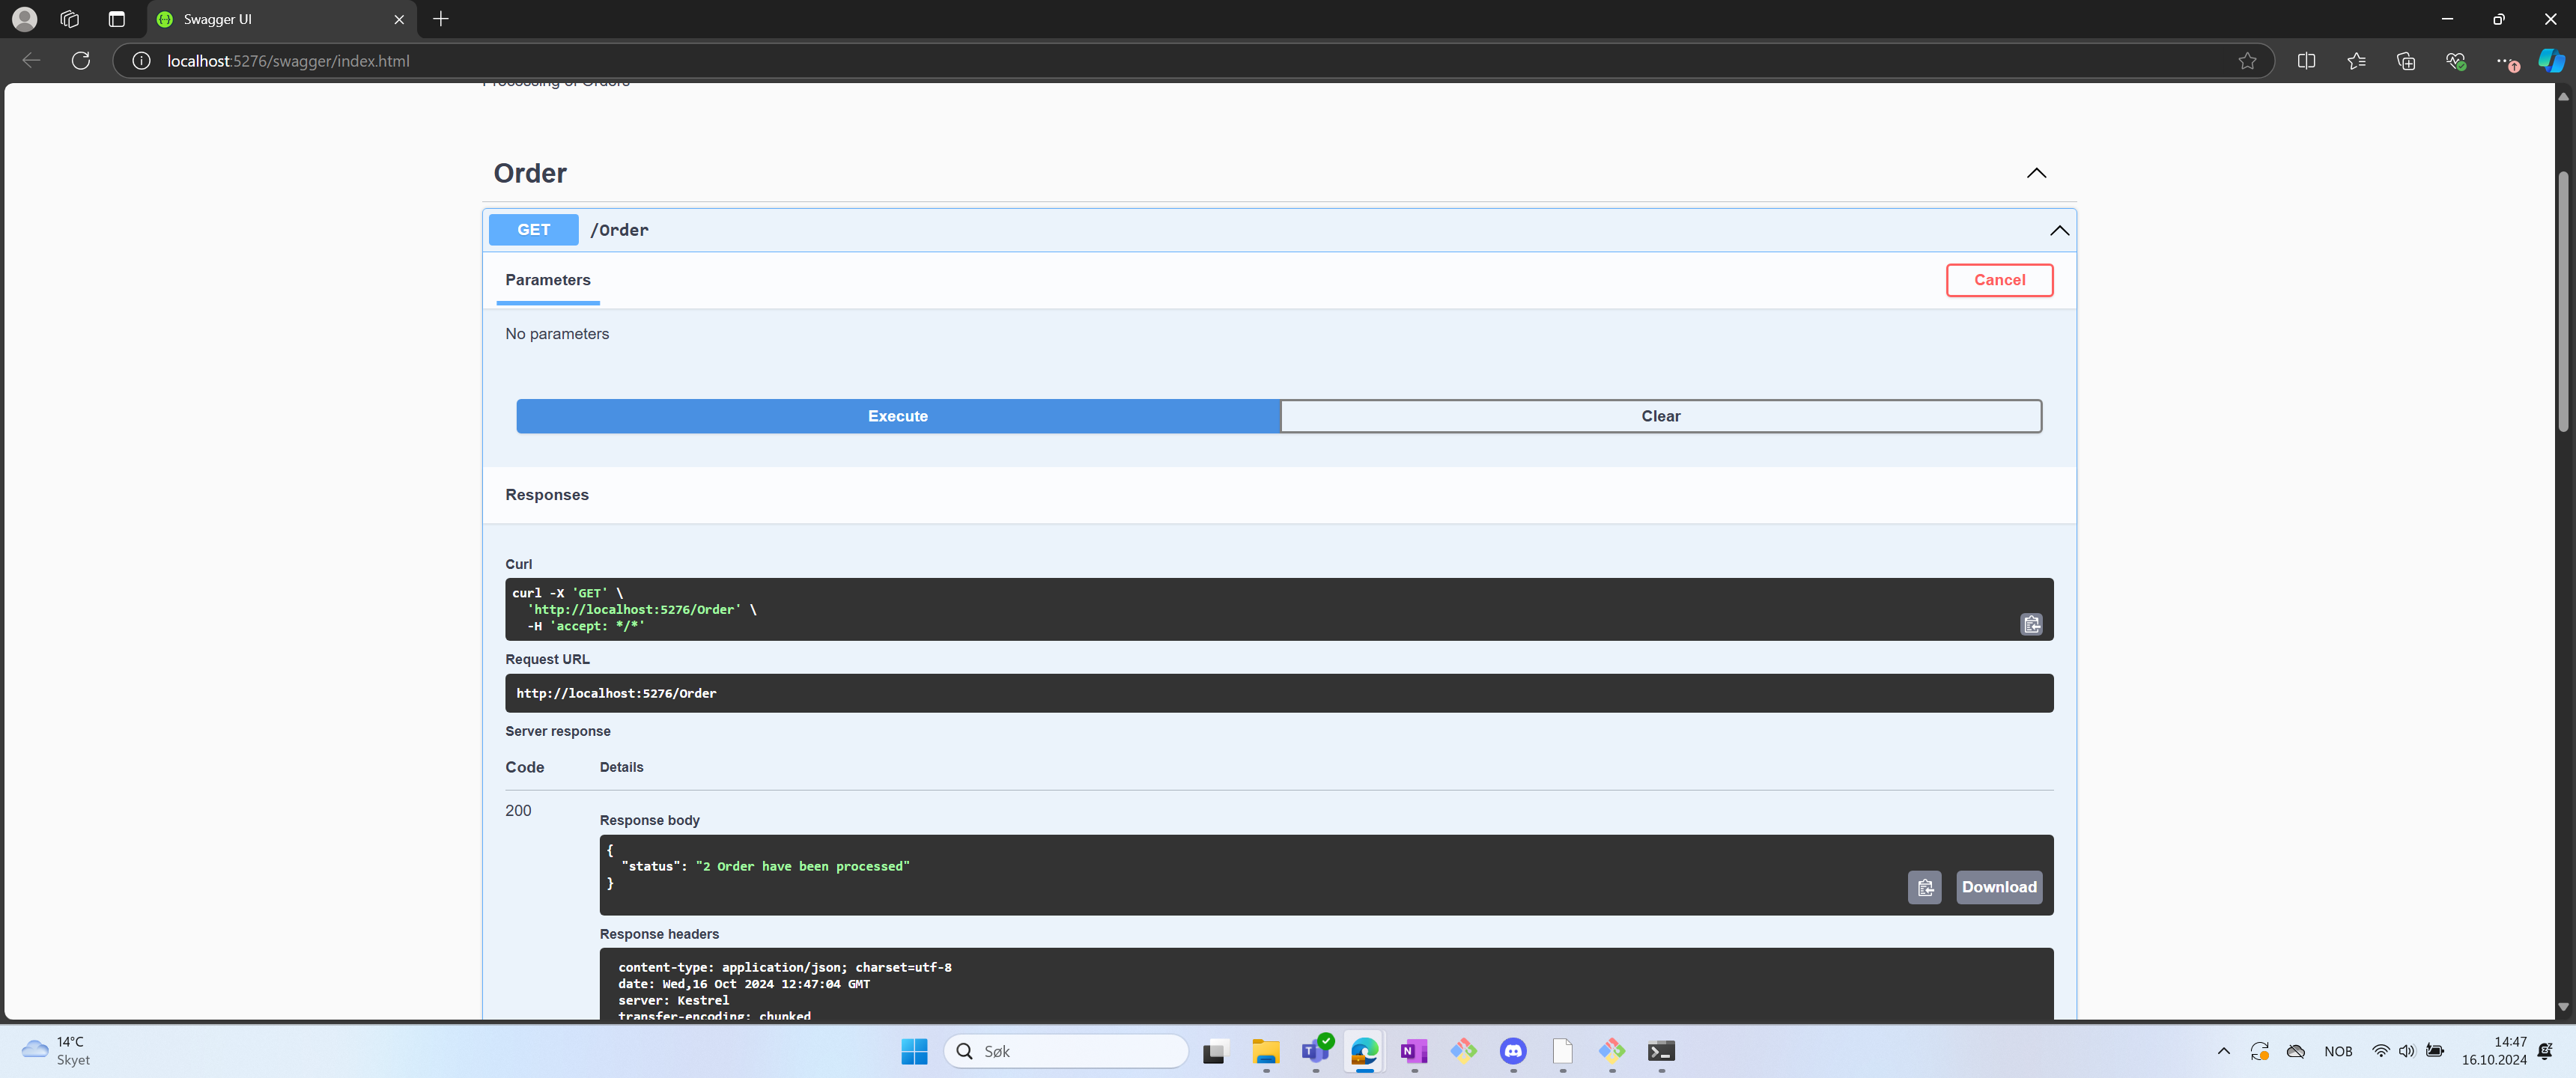 Swagger UI
localhost:5276/swagger/index.html
Processing of Orders
Order
GET /Order
Parameters
Cancel
No parameters
Execute
Clear
Responses
Curl
curl -X 'GET' \
'http://localhost:5276/Order' \
-H 'accept: */*'
Request URL
http://localhost:5276/Order
Server response
Code Details
200
Response body
{
"status": "2 Order have been processed"
}
Download
Response headers
content-type: application/json; charset=utf-8
date: Wed,16 Oct 2024 12:47:04 GMT
server: Kestrel
transfer-encoding: chunked
14°C
Skyet
Søk
NOB
14:47
16.10.2024